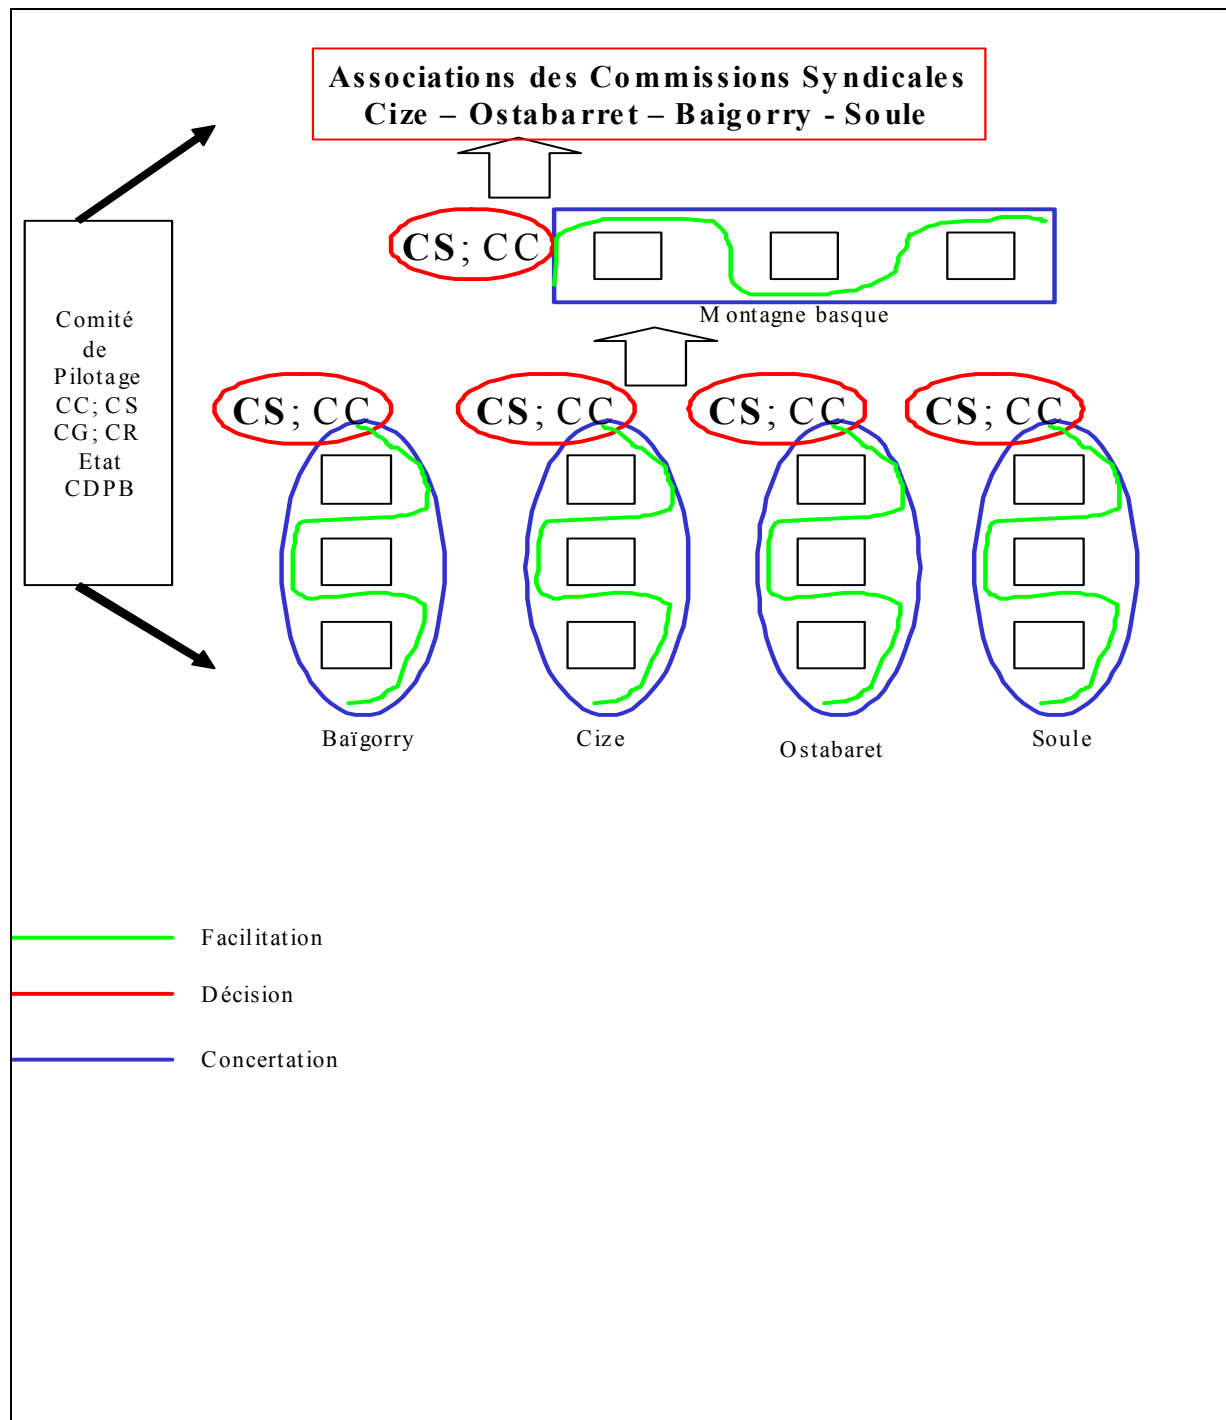 Associations des Commissions Syndicales
Cize – Ostabarret – Baigorry - Soule
CS; CC
Montagne basque
Comité
de
Pilotage
CC; CS
CG; CR
Etat
CDPB
CS; CC
CS; CC
CS; CC
CS; CC
Baïgorry
Cize
Ostabaret
Soule
Facilitation
Décision
Concertation